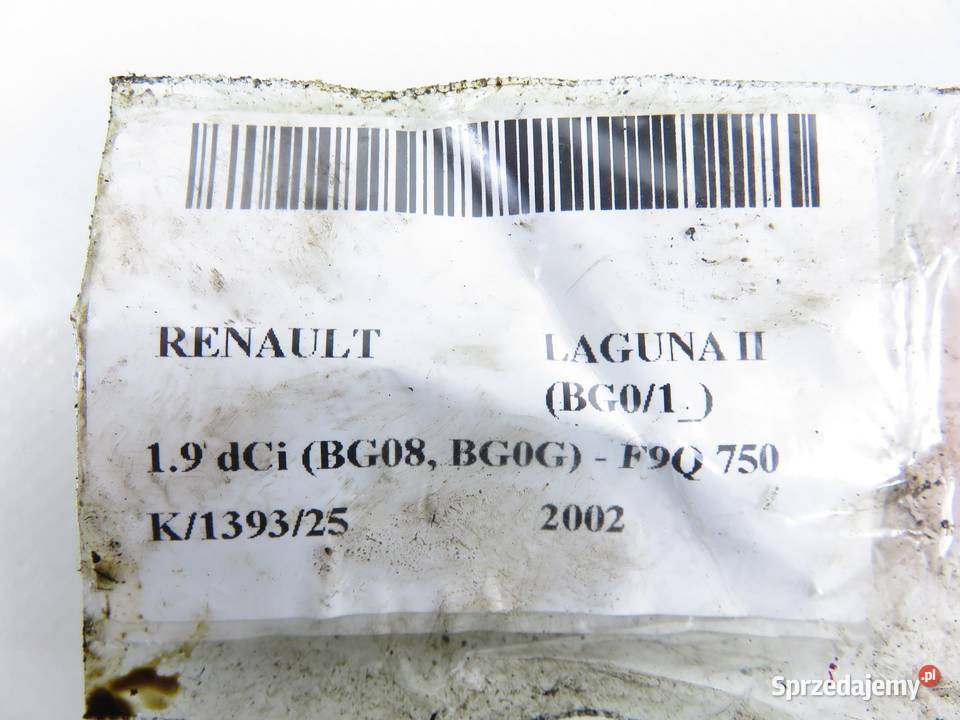 RENAULT LAGUNA II
(BG0/1_)
1.9 dCi (BG08, BG0G) - F9Q 750
K/1393/25 2002
Sprzedajemy.pl